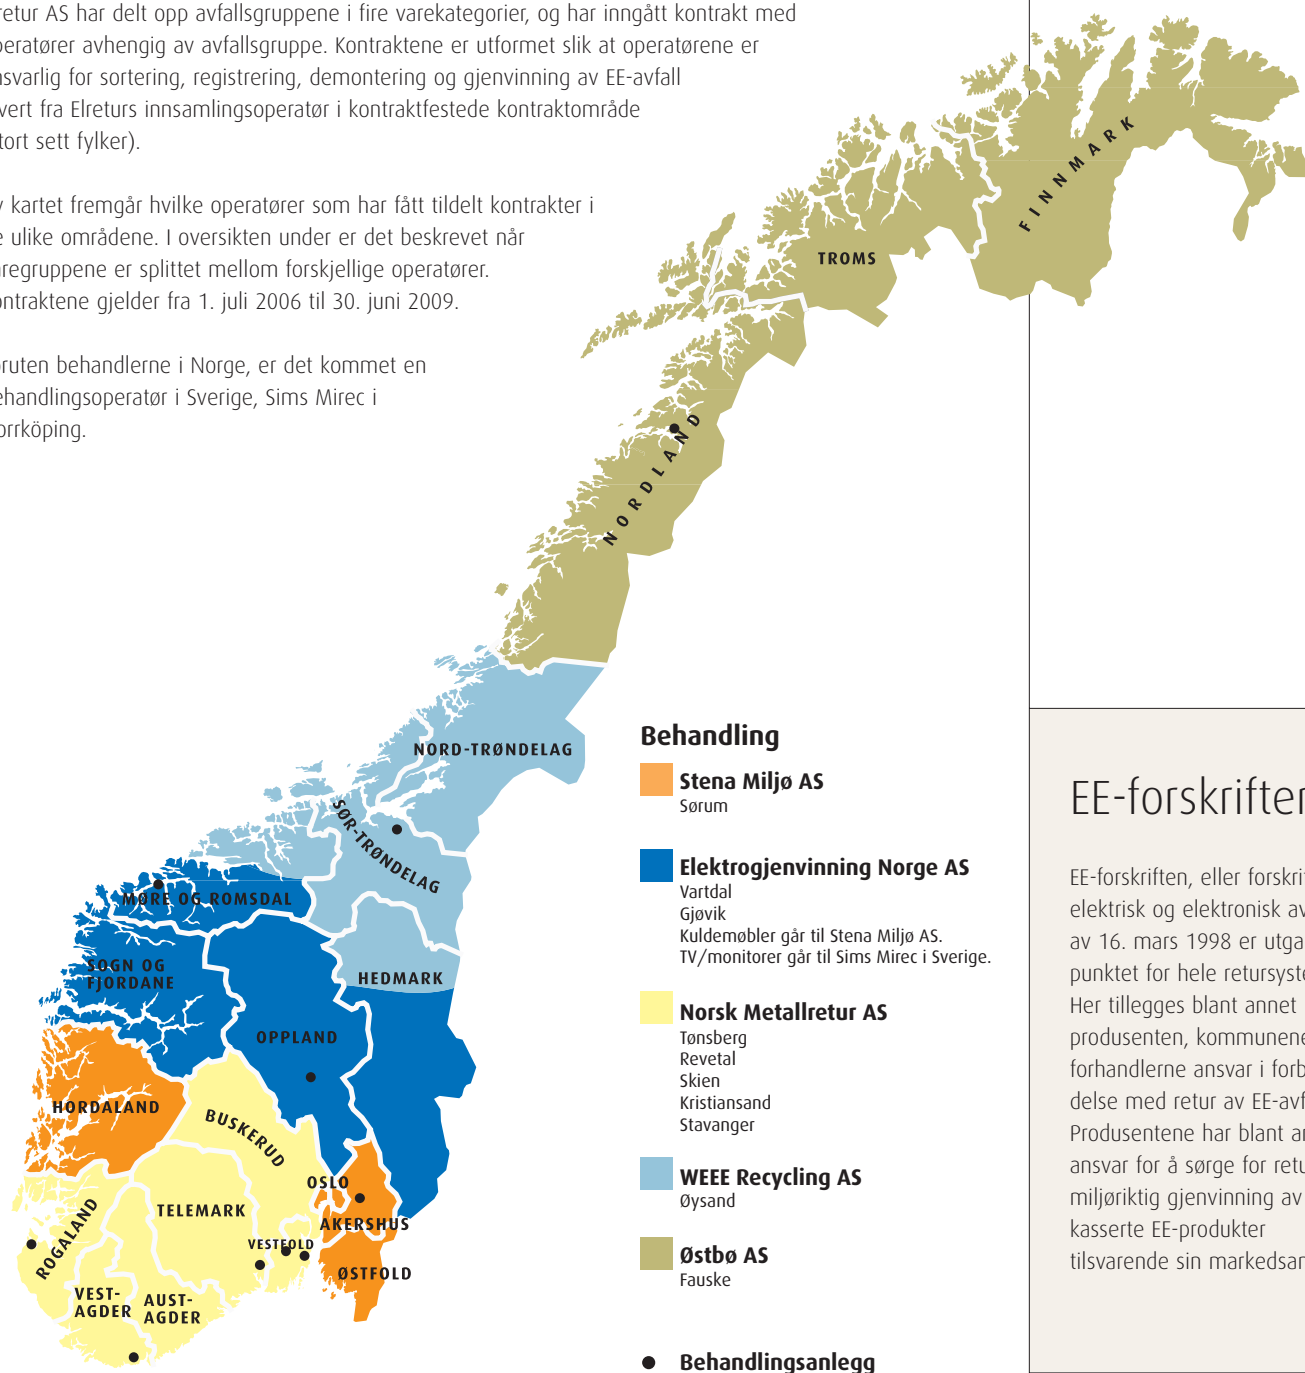 retur AS har delt opp avfallsgruppene i fire varekategorier, og har inngått kontrakt med
peratører avhengig av avfallsgruppe. Kontraktene er utformet slik at operatørene er
nsvarlig for sortering, registrering, demontering og gjenvinning av EE-avfall
vert fra Elreturs innsamlingsoperatør i kontraktfestede kontraktområde
tort sett fylker).
v kartet fremgår hvilke operatører som har fått tildelt kontrakter i
e ulike områdene. I oversikten under er det beskrevet når
aregruppene er splittet mellom forskjellige operatører.
ontraktene gjelder fra 1. juli 2006 til 30. juni 2009.
oruten behandlerne i Norge, er det kommet en
ehandlingsoperatør i Sverige, Sims Mirec i
orrköping.
FINNMARK
TROMS
NORDLAND
NORD-TRØNDELAG
SØR-TRØNDELAG
MØRE OG ROMSDAL
SOGN OG
FJORDANE
HEDMARK
OPPLAND
HORDALAND
BUSKERUD
OSLO
AKERSHUS
TELEMARK
ROGALAND
VESTFOLD
ØSTFOLD
VEST-
AGDER
AUST-
AGDER
Behandling
Stena Miljø AS
Sørum
Elektrogjenvinning Norge AS
Vartdal
Gjøvik
Kuldemøbler går til Stena Miljø AS.
TV/monitorer går til Sims Mirec i Sverige.
Norsk Metallretur AS
Tønsberg
Revetal
Skien
Kristiansand
Stavanger
WEEE Recycling AS
Øysand
Østbø AS
Fauske
Behandlingsanlegg
EE-forskriften
EE-forskriften, eller forskri
elektrisk og elektronisk av
av 16. mars 1998 er utga
punktet for hele retursyste
Her tillegges blant annet
produsenten, kommunene
forhandlerne ansvar i forb
delse med retur av EE-avf
Produsentene har blant an
ansvar for å sørge for retu
miljøriktig gjenvinning av
kasserte EE-produkter
tilsvarende sin markedsan